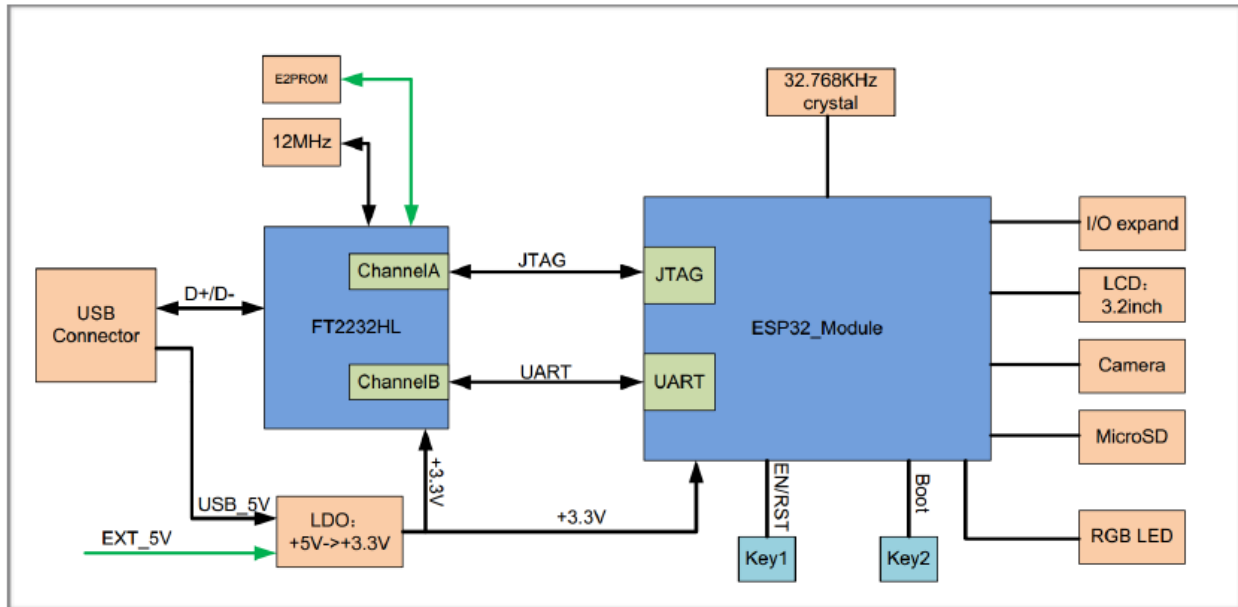 E2PROM
12MHz
32.768KHz
crystal
USB
Connector
D+/D-
FT2232HL
ChannelA
ChannelB
JTAG
UART
JTAG
UART
ESP32_Module
I/O expand
LCD：
3.2inch
Camera
MicroSD
RGB LED
USB_5V
EXT_5V
LDO：
+5V->+3.3V
+3.3V
+3.3V
EN/RST
Boot
Key1
Key2